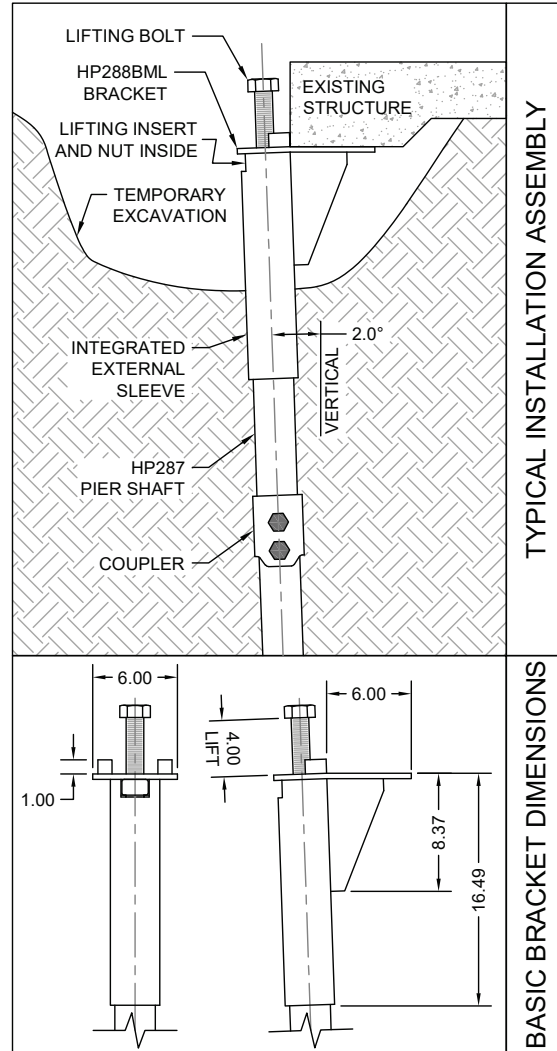 LIFTING BOLT
HP288BML
BRACKET
EXISTING
STRUCTURE
LIFTING INSERT
AND NUT INSIDE
TEMPORARY
EXCAVATION
INTEGRATED
EXTERNAL
SLEEVE
2.0°
VERTICAL
HP287
PIER SHAFT
COUPLER
TYPICAL INSTALLATION ASSEMBLY
6.00
1.00
6.00
4.00
LIFT
8.37
16.49
BASIC BRACKET DIMENSIONS